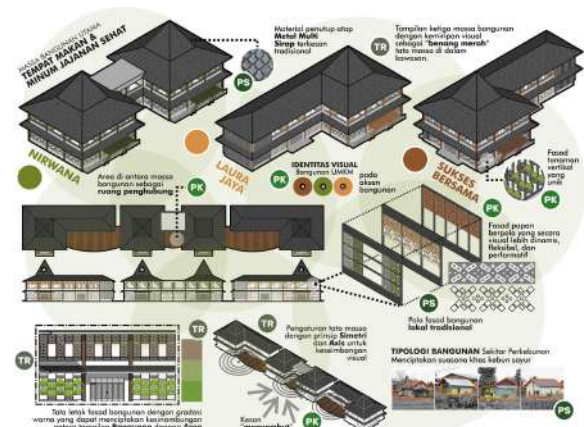 MASSA BANGUNAN UTAMA
TEMPAT MAKAN &
MINUM JAJANAN SEHAT
Material penutup atap
Metal Multi
Sirap terkesan
tradisional
PS
TR
Tampilan ketiga massa bangunan
dengan kemiripan visual
sebagai "benang merah"
tata massa di dalam
kawasan.
NIRWANA
Area di antara massa
bangunan sebagai
ruang penghubung
PK
LAURA
JAYA
PK
IDENTITAS VISUAL
Bangunan UMKM
pada
aksen
bangunan
SUKSES
BERSAMA
PK
Fasad
tanaman
vertikal
yang
unik
PK
Fasad papan
berpola yang secara
visual lebih dinamis,
fleksibel, dan
performatif
PS
Pola fasad bangunan
lokal tradisional
TR
TR
Tata letak fasad bangunan dengan gradasi
warna yang dapat menciptakan kesinambungan
TR
Pengaturan tata massa
dengan prinsip Simetri
dan Axis untuk
keseimbangan
visual
Kesan
PK
TIPOLOGI BANGUNAN Sekitar Perkebunan
Menciptakan suasana khas kebun sayur
PS